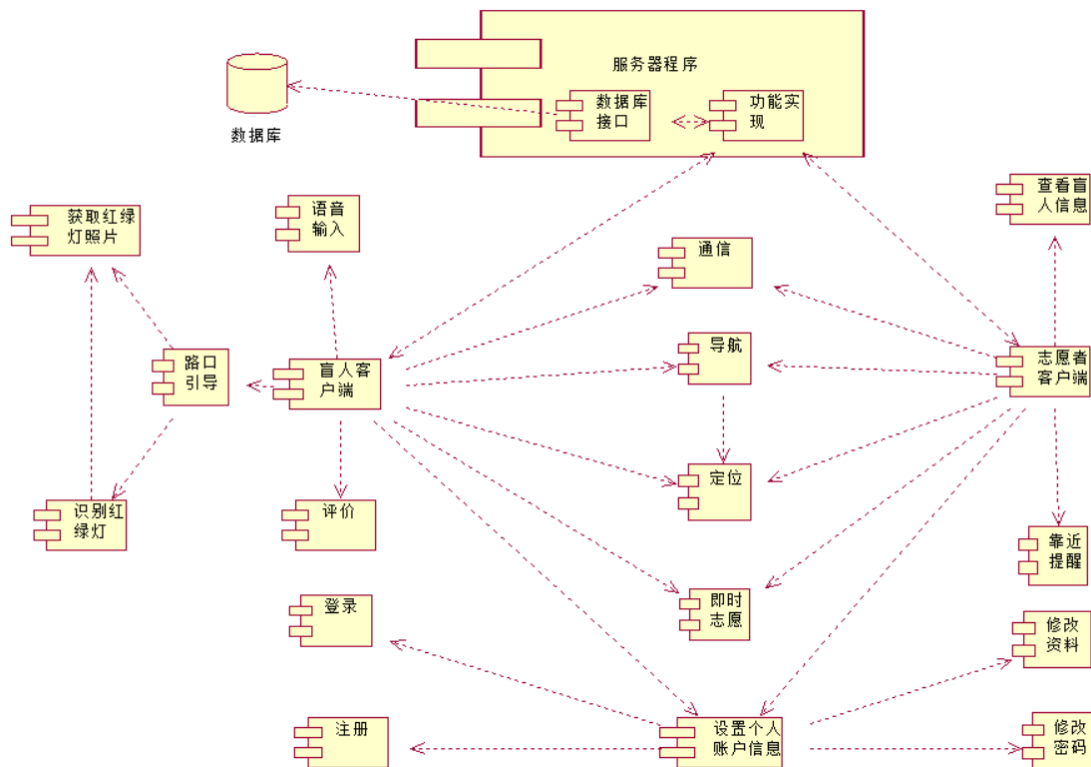 服务器程序
数据库
接口
功能实
现
数据库
获取红绿
灯照片
语音
输入
查看盲
人信息
通信
路口
引导
盲人客
户端
导航
志愿者
客户端
识别红
绿灯
评价
定位
靠近
提醒
登录
即时
志愿
修改
资料
注册
设置个人
账户信息
修改
密码